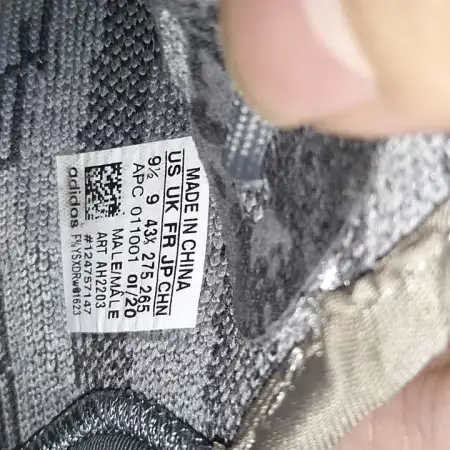 MADE IN CHINA
US UK FR JP CHN
9½ 9 43⅓ 275 265
APC 011001 01/20
MALE/MÂLE
ART AH2203
#124757147
adidas